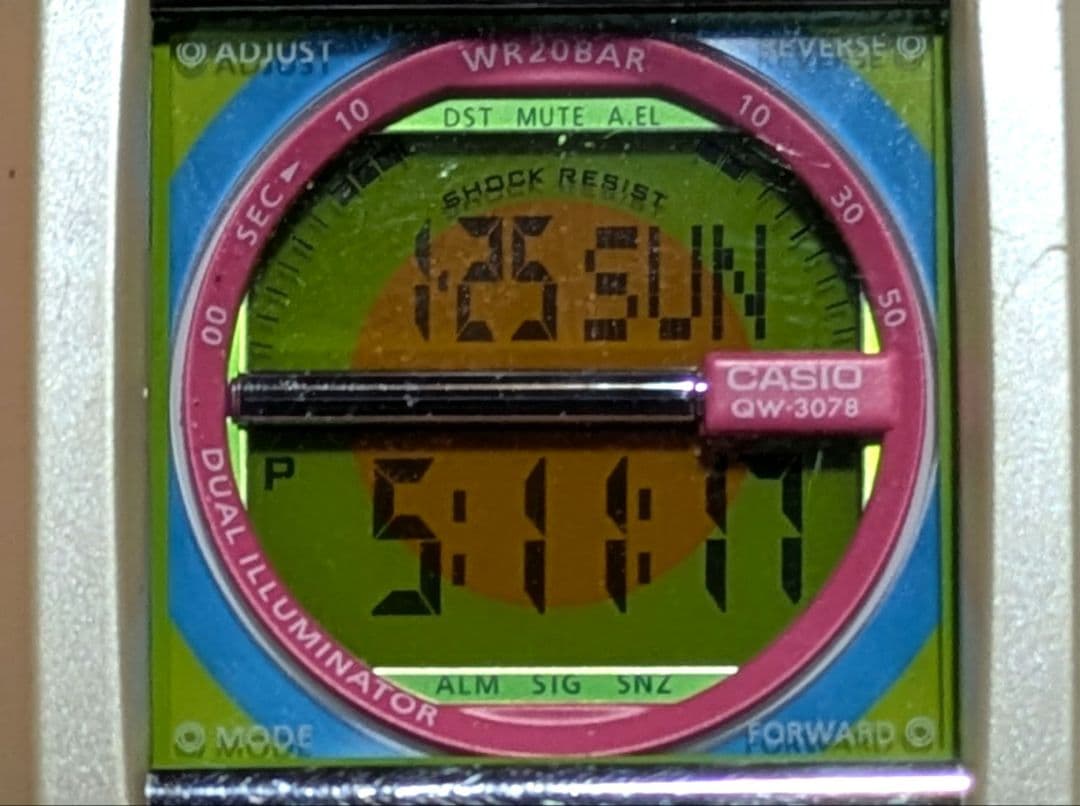 ADJUST
REVERSE
WR20BAR
10 10
DST MUTE A.EL
SEC
30
SHOCK RESIST
1.25 SUN
00 50
CASIO
QW-3078
P
5:11:17
DUAL ILLUMINATOR
ALM SIG SNZ
MODE
FORWARD